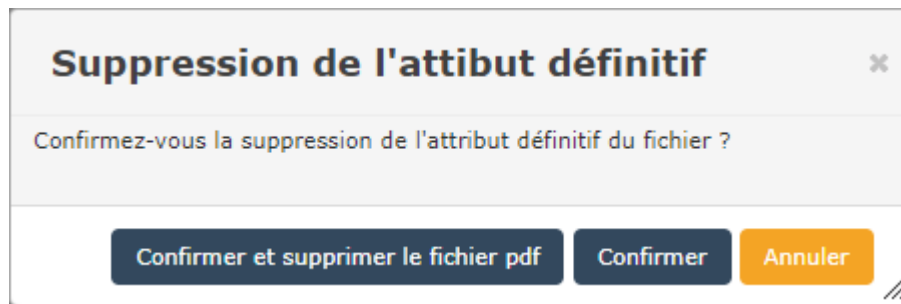 Suppression de l'attibut définitif
Confirmez-vous la suppression de l'attribut définitif du fichier ?
Confirmer et supprimer le fichier pdf Confirmer Annuler